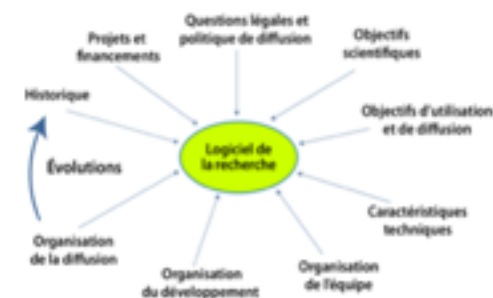 Questions légales et
politique de diffusion
Projets et
financements
Objectifs
scientifiques
Historique
Objectifs d'utilisation
et de diffusion
Logiciel de
la recherche
Évolutions
Caractéristiques
techniques
Organisation
de la diffusion
Organisation
de l'équipe
Organisation
du développement